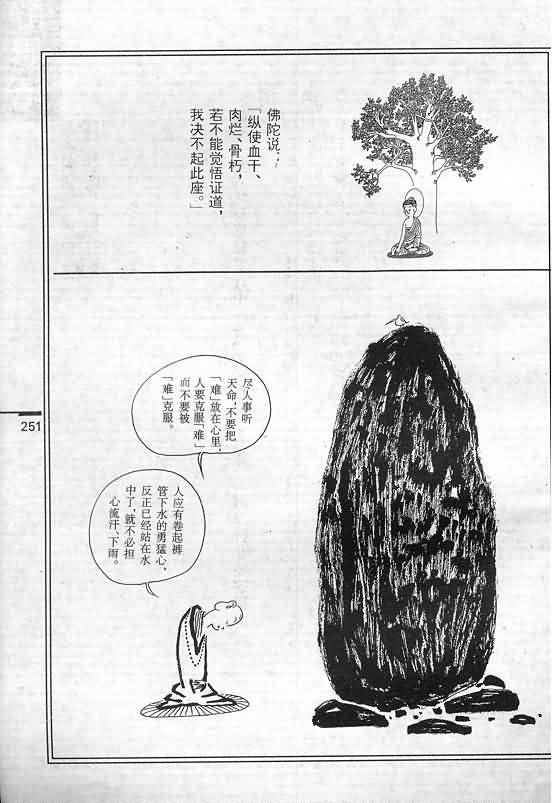 佛陀说：
「纵使血干、
肉烂、骨朽，
若不能觉悟证道，
我决不起此座。」
尽人事听
天命，不要把
「难」放在心里，
人要克服「难」
而不要被
「难」克服。
人应有卷起裤
管下水的勇猛心，
反正已经站在水
中了，就不必担
心流汗、下雨。
251